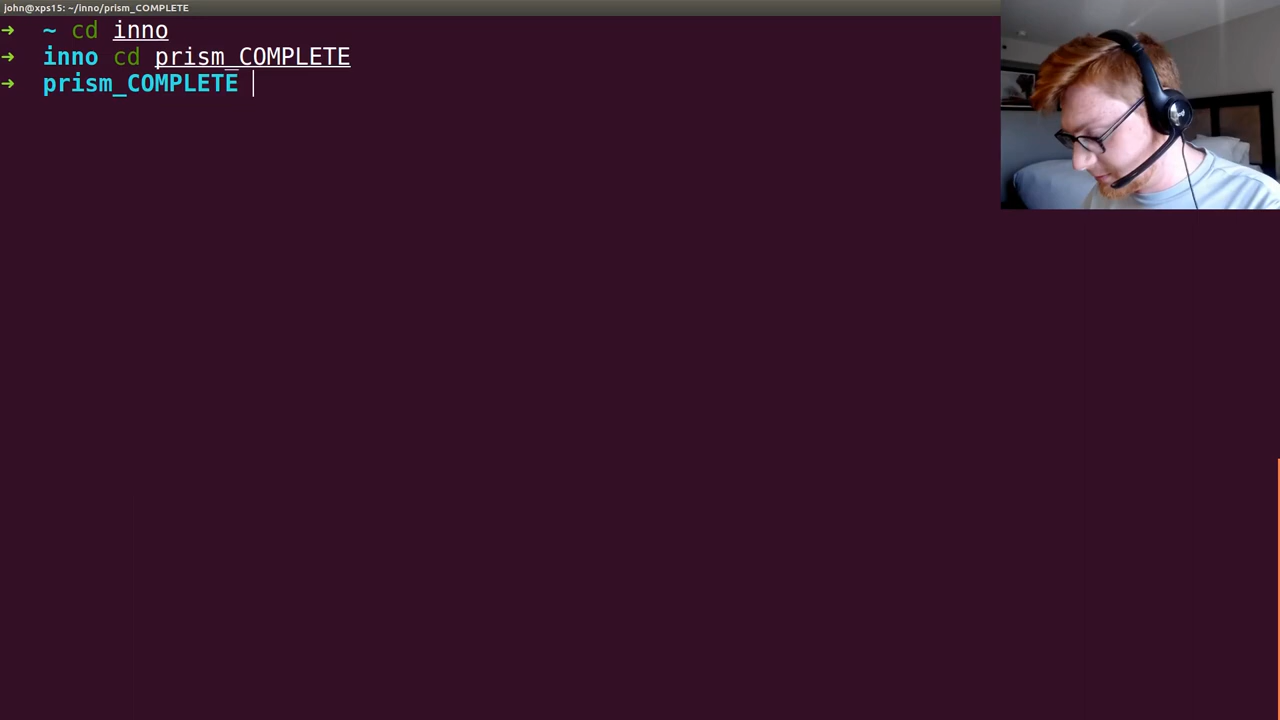 john@xps15: ~/inno/prism_COMPLETE
➜ ~ cd inno
➜ inno cd prism_COMPLETE
➜ prism_COMPLETE